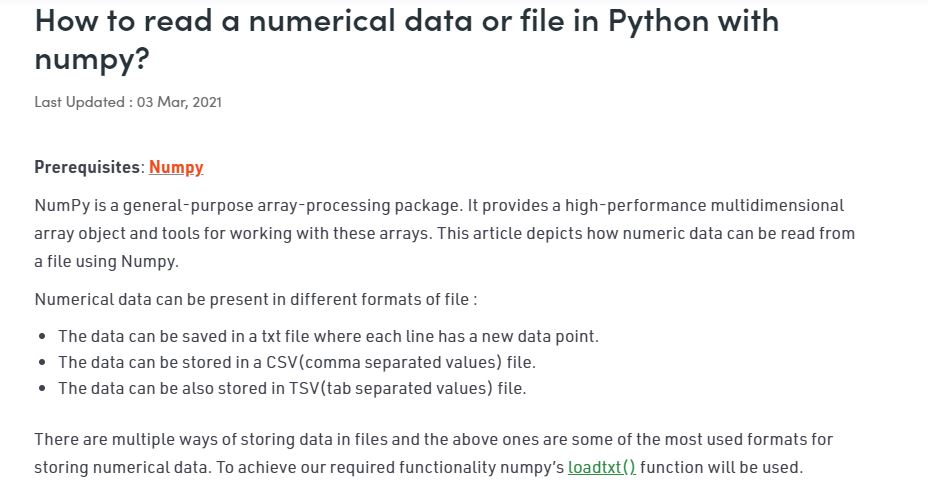 How to read a numerical data or file in Python with
numpy?
Last Updated : 03 Mar, 2021
Prerequisites: Numpy
NumPy is a general-purpose array-processing package. It provides a high-performance multidimensional
array object and tools for working with these arrays. This article depicts how numeric data can be read from
a file using Numpy.
Numerical data can be present in different formats of file :
• The data can be saved in a txt file where each line has a new data point.
• The data can be stored in a CSV(comma separated values) file.
• The data can be also stored in TSV(tab separated values) file.
There are multiple ways of storing data in files and the above ones are some of the most used formats for
storing numerical data. To achieve our required functionality numpy’s loadtxt() function will be used.